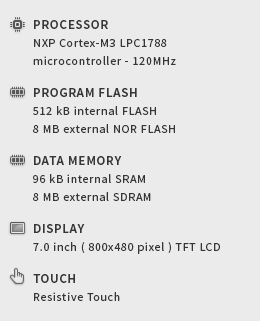 PROCESSOR
NXP Cortex-M3 LPC1788
microcontroller - 120MHz
PROGRAM FLASH
512 kB internal FLASH
8 MB external NOR FLASH
DATA MEMORY
96 kB internal SRAM
8 MB external SDRAM
DISPLAY
7.0 inch ( 800x480 pixel ) TFT LCD
TOUCH
Resistive Touch